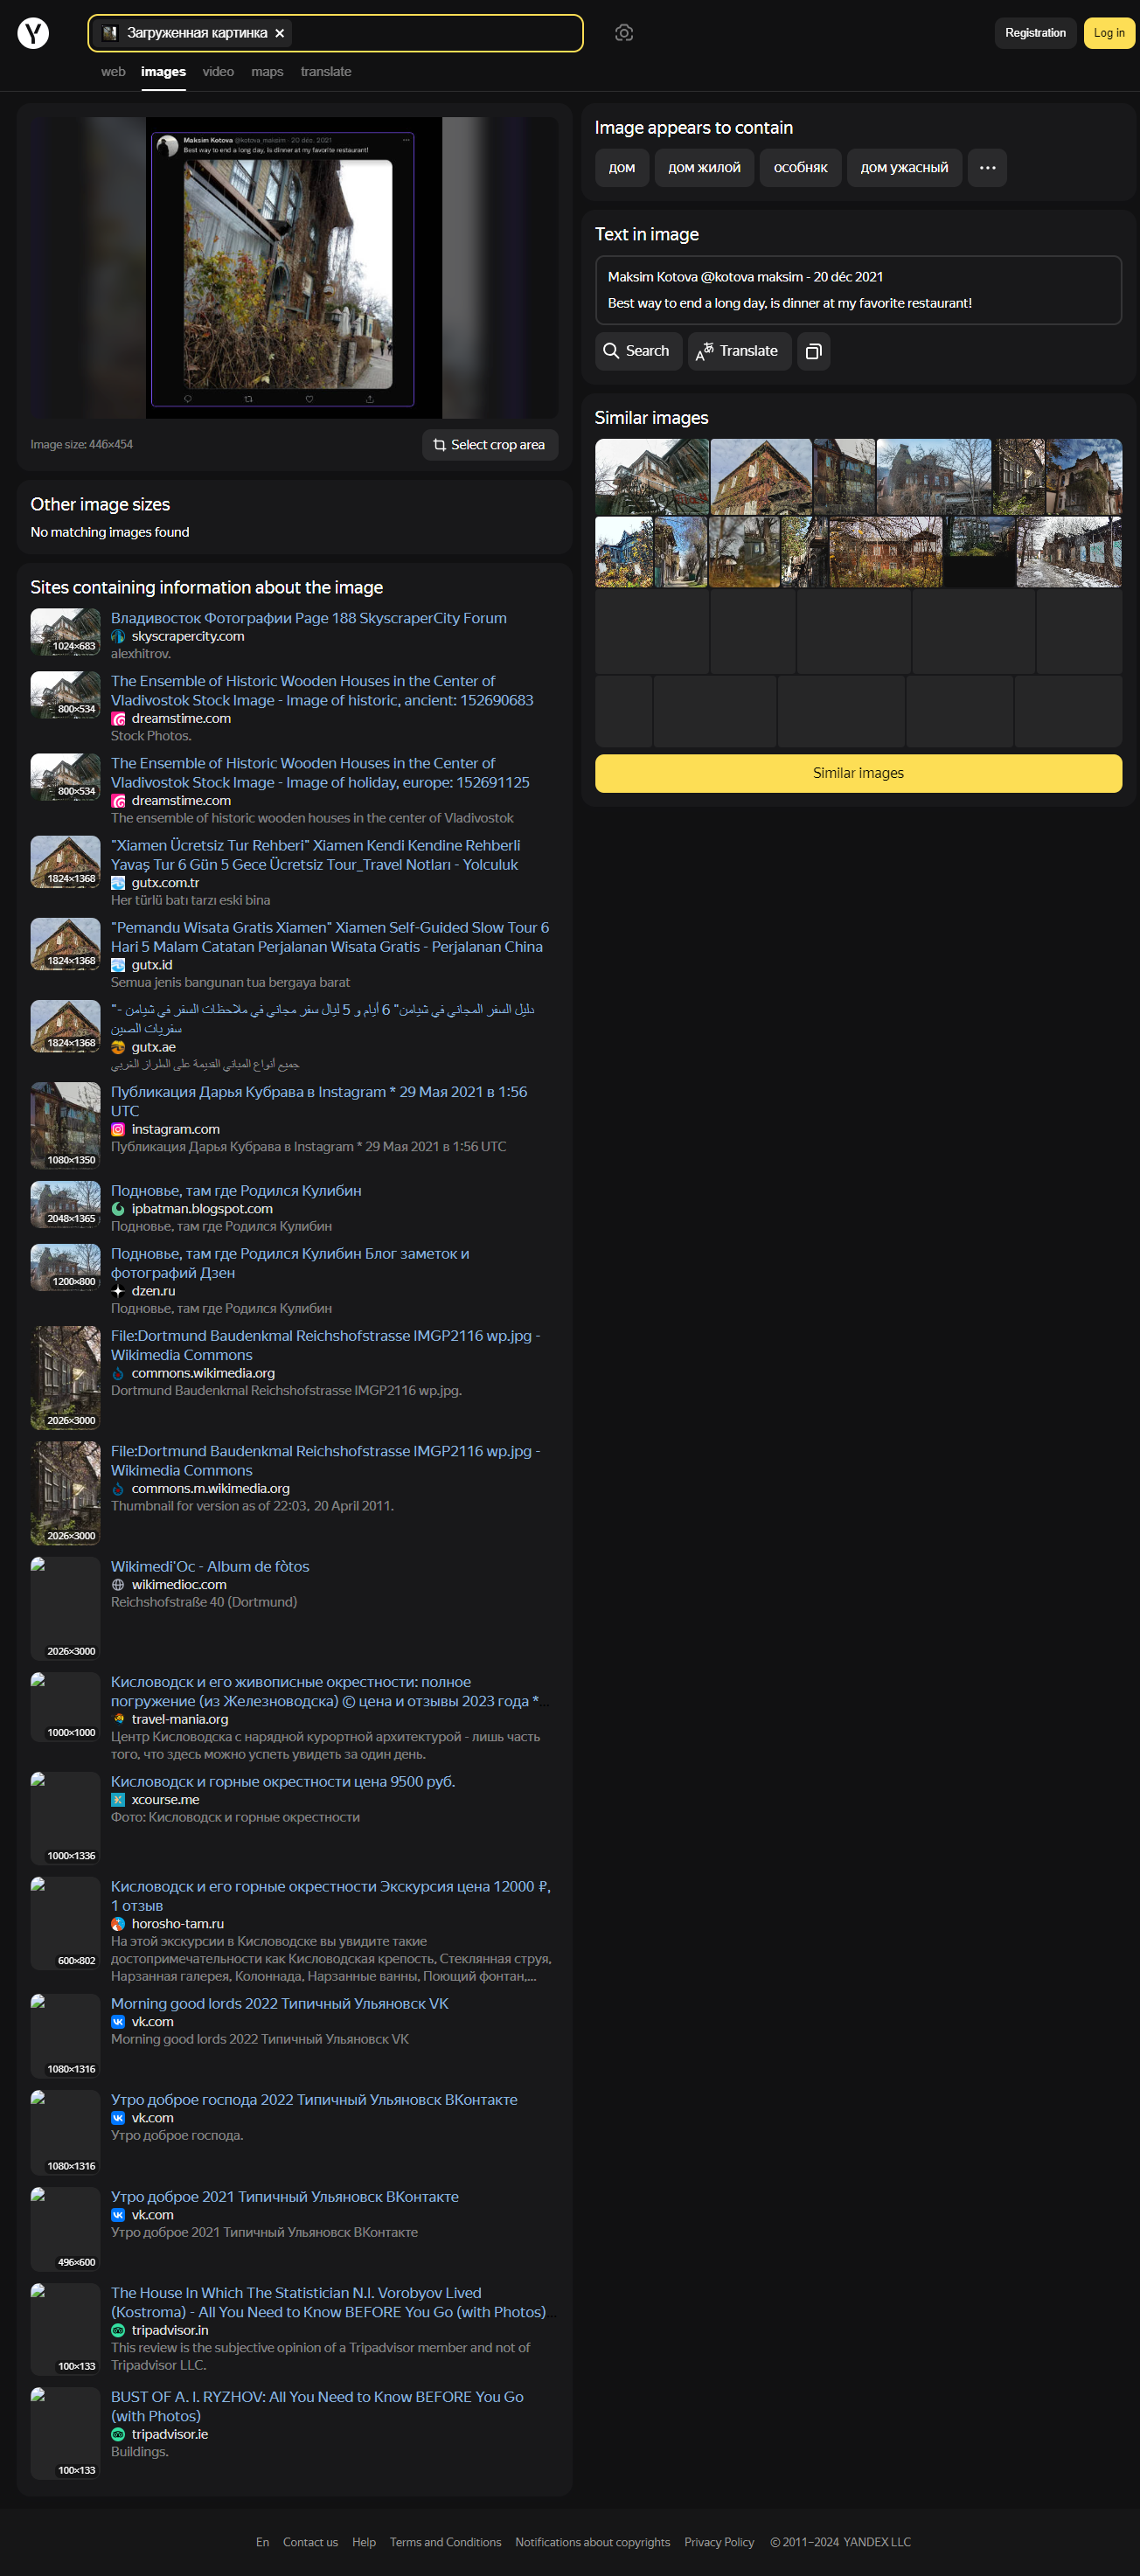 Y
Загруженная картинка ×
Registration
Log in
web images video maps translate
Maksim Kotova @kotova_maksim · 20 déc. 2021
Best way to end a long day, is dinner at my favorite restaurant!
Image size: 446×454
Select crop area
Other image sizes
No matching images found
Sites containing information about the image
1024×683
Владивосток Фотографии Page 188 SkyscraperCity Forum
skyscrapercity.com
alexhitrov.
800×534
The Ensemble of Historic Wooden Houses in the Center of
Vladivostok Stock Image - Image of historic, ancient: 152690683
dreamstime.com
Stock Photos.
800×534
The Ensemble of Historic Wooden Houses in the Center of
Vladivostok Stock Image - Image of holiday, europe: 152691125
dreamstime.com
The ensemble of historic wooden houses in the center of Vladivostok
1824×1368
"Xiamen Ücretsiz Tur Rehberi" Xiamen Kendi Kendine Rehberli
Yavaş Tur 6 Gün 5 Gece Ücretsiz Tour_Travel Notları - Yolculuk
gutx.com.tr
Her türlü batı tarzı eski bina
1824×1368
"Pemandu Wisata Gratis Xiamen" Xiamen Self-Guided Slow Tour 6
Hari 5 Malam Catatan Perjalanan Wisata Gratis - Perjalanan China
gutx.id
Semua jenis bangunan tua bergaya barat
1824×1368
"دليل السفر المجاني في شيامن" 6 أيام و 5 ليال سفر مجاني في ملاحظات السفر في شيامن -
سفريات الصين
gutx.ae
جميع أنواع المباني القديمة على الطراز الغربي
1080×1350
Публикация Дарья Кубрава в Instagram * 29 Мая 2021 в 1:56
UTC
instagram.com
Публикация Дарья Кубрава в Instagram * 29 Мая 2021 в 1:56 UTC
2048×1365
Подновье, там где Родился Кулибин
ipbatman.blogspot.com
Подновье, там где Родился Кулибин
1200×800
Подновье, там где Родился Кулибин Блог заметок и
фотографий Дзен
dzen.ru
Подновье, там где Родился Кулибин
2026×3000
File:Dortmund Baudenkmal Reichshofstrasse IMGP2116 wp.jpg -
Wikimedia Commons
commons.wikimedia.org
Dortmund Baudenkmal Reichshofstrasse IMGP2116 wp.jpg.
2026×3000
File:Dortmund Baudenkmal Reichshofstrasse IMGP2116 wp.jpg -
Wikimedia Commons
commons.m.wikimedia.org
Thumbnail for version as of 22:03, 20 April 2011.
2026×3000
Wikimedi'Oc - Album de fòtos
wikimedioc.com
Reichshofstraße 40 (Dortmund)
1000×1000
Кисловодск и его живописные окрестности: полное
погружение (из Железноводска) © цена и отзывы 2023 года *...
travel-mania.org
Центр Кисловодска с нарядной курортной архитектурой - лишь часть
того, что здесь можно успеть увидеть за один день.
1000×1336
Кисловодск и горные окрестности цена 9500 руб.
xcourse.me
Фото: Кисловодск и горные окрестности
600×802
Кисловодск и его горные окрестности Экскурсия цена 12000 ₽,
1 отзыв
horosho-tam.ru
На этой экскурсии в Кисловодске вы увидите такие
достопримечательности как Кисловодская крепость, Стеклянная струя,
Нарзанная галерея, Колоннада, Нарзанные ванны, Поющий фонтан,...
1080×1316
Morning good lords 2022 Типичный Ульяновск VK
vk.com
Morning good lords 2022 Типичный Ульяновск VK
1080×1316
Утро доброе господа 2022 Типичный Ульяновск ВКонтакте
vk.com
Утро доброе господа.
496×600
Утро доброе 2021 Типичный Ульяновск ВКонтакте
vk.com
Утро доброе 2021 Типичный Ульяновск ВКонтакте
100×133
The House In Which The Statistician N.I. Vorobyov Lived
(Kostroma) - All You Need to Know BEFORE You Go (with Photos)...
tripadvisor.in
This review is the subjective opinion of a Tripadvisor member and not of
Tripadvisor LLC.
100×133
BUST OF A. I. RYZHOV: All You Need to Know BEFORE You Go
(with Photos)
tripadvisor.ie
Buildings.
Image appears to contain
дом
дом жилой
особняк
дом ужасный
Text in image
Maksim Kotova @kotova maksim - 20 déc 2021
Best way to end a long day, is dinner at my favorite restaurant!
Search
Translate
Similar images
Similar images
En Contact us Help Terms and Conditions Notifications about copyrights Privacy Policy © 2011–2024 YANDEX LLC